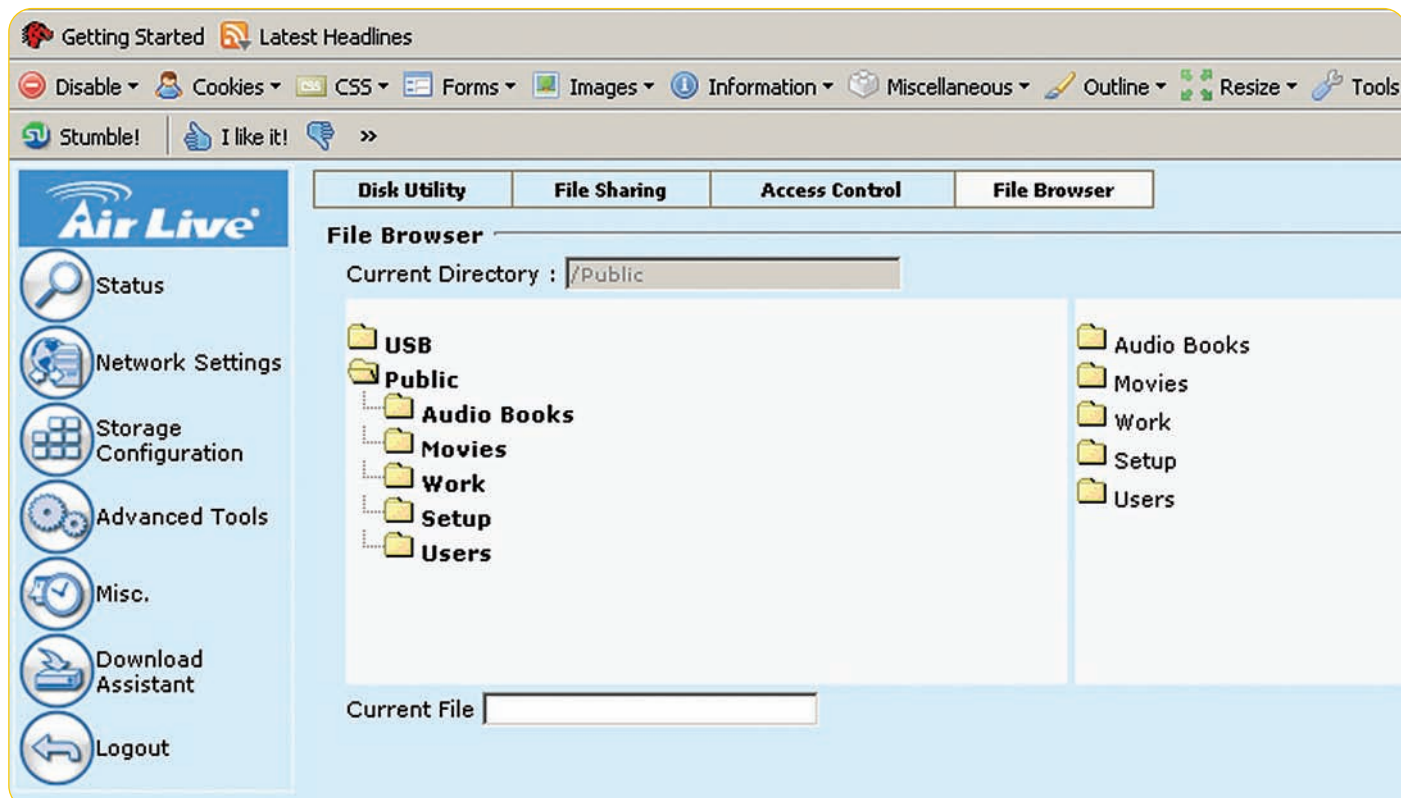 Getting Started Latest Headlines
Disable Cookies CSS Forms Images Information Miscellaneous Outline Resize Tools
Stumble! I like it! »
Air Live
Disk Utility File Sharing Access Control File Browser
File Browser
Current Directory : /Public
Status
Network Settings
Storage
Configuration
Advanced Tools
Misc.
Download
Assistant
Logout
USB
Public
Audio Books
Movies
Work
Setup
Users
Audio Books
Movies
Work
Setup
Users
Current File